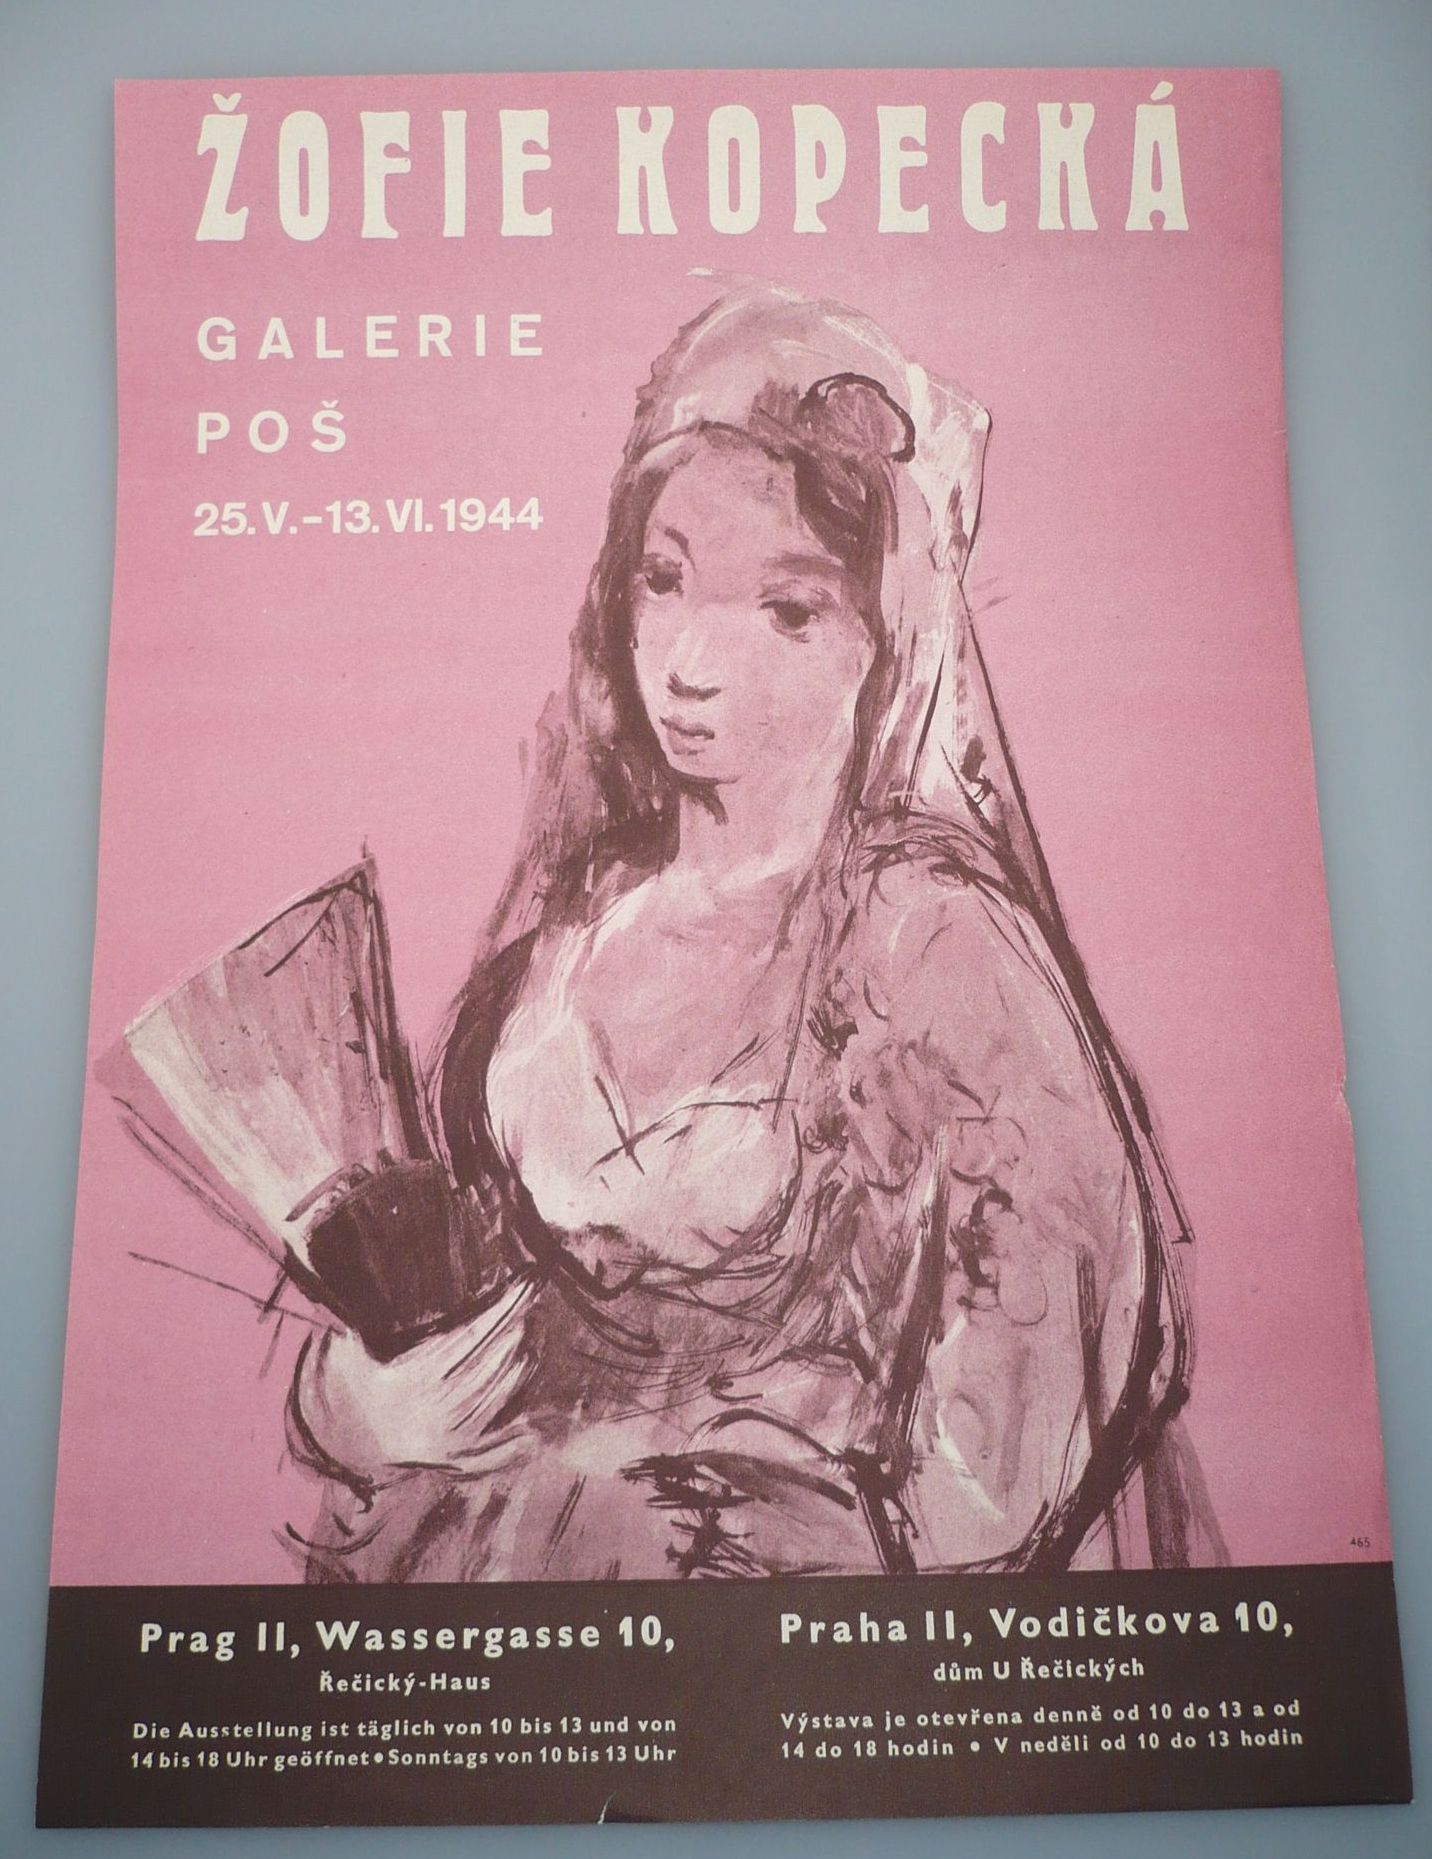 ŽOFIE KOPECKÁ
GALERIE
POŠ
25. V. – 13. VI. 1944
465
Prag II, Wassergasse 10,
Řečický-Haus
Die Ausstellung ist täglich von 10 bis 13 und von
14 bis 18 Uhr geöffnet • Sonntags von 10 bis 13 Uhr
Praha II, Vodičkova 10,
dům U Řečických
Výstava je otevřena denně od 10 do 13 a od
14 do 18 hodin • V neděli od 10 do 13 hodin